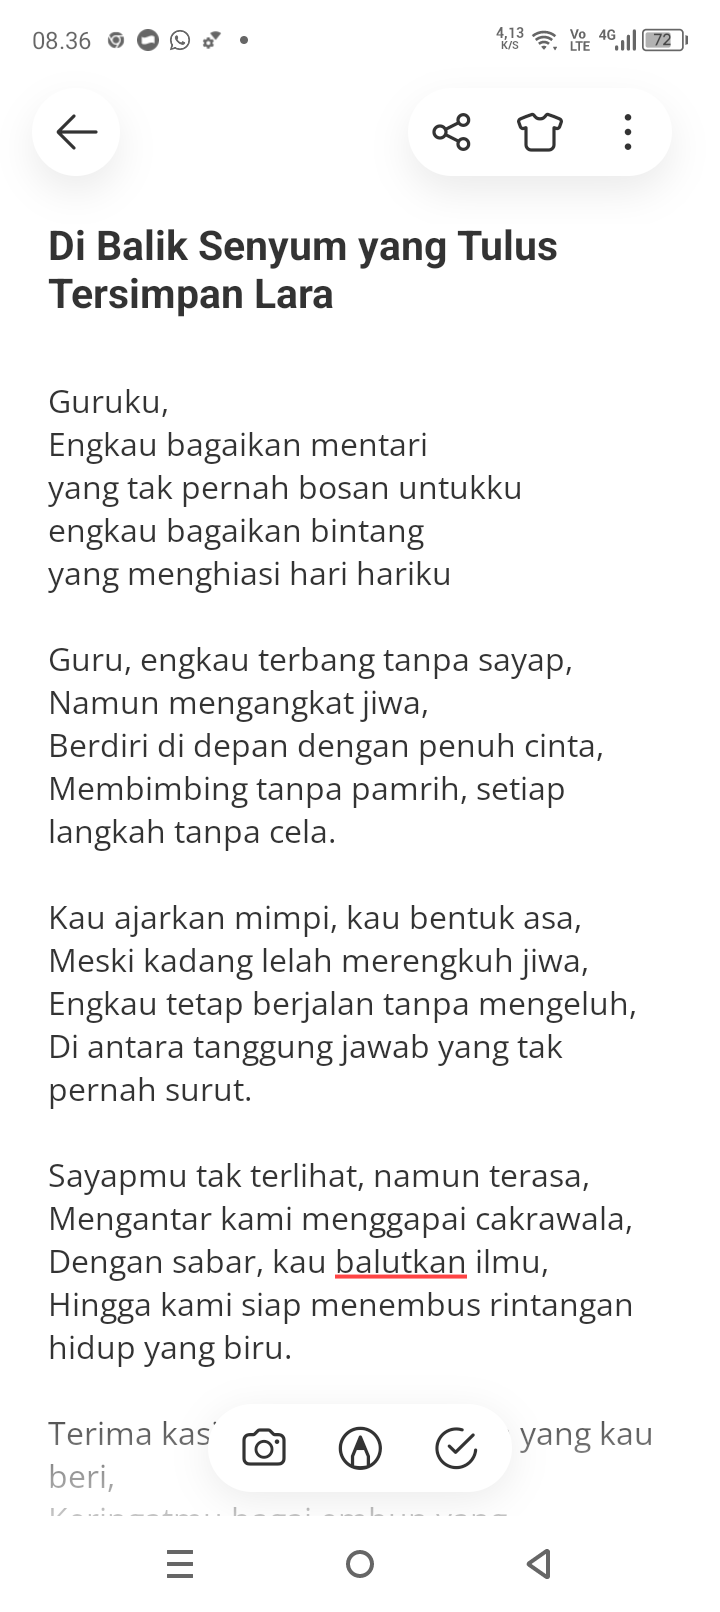 08.36
4,13 K/S
Vo LTE
4G
72
Di Balik Senyum yang Tulus
Tersimpan Lara
Guruku,
Engkau bagaikan mentari
yang tak pernah bosan untukku
engkau bagaikan bintang
yang menghiasi hari hariku
Guru, engkau terbang tanpa sayap,
Namun mengangkat jiwa,
Berdiri di depan dengan penuh cinta,
Membimbing tanpa pamrih, setiap
langkah tanpa cela.
Kau ajarkan mimpi, kau bentuk asa,
Meski kadang lelah merengkuh jiwa,
Engkau tetap berjalan tanpa mengeluh,
Di antara tanggung jawab yang tak
pernah surut.
Sayapmu tak terlihat, namun terasa,
Mengantar kami menggapai cakrawala,
Dengan sabar, kau balutkan ilmu,
Hingga kami siap menembus rintangan
hidup yang biru.
Terima yang kau
beri,